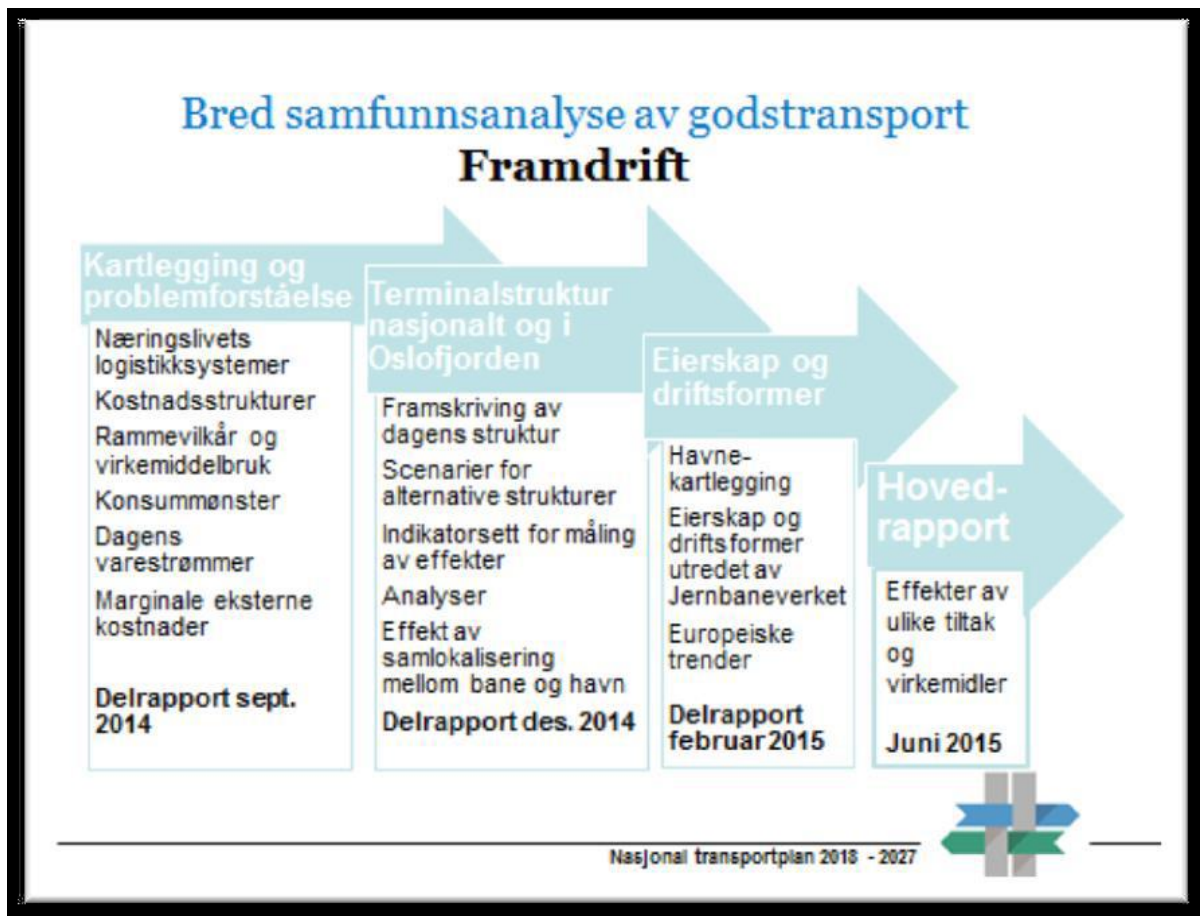 Bred samfunnsanalyse av godstransport
Framdrift
Kartlegging og
problemforståelse
Næringslivets
logistikksystemer
Kostnadsstrukturer
Rammevilkår og
virkemiddelbruk
Konsummønster
Dagens
varestrømmer
Marginale eksterne
kostnader
Delrapport sept.
2014
Terminalstruktur
nasjonalt og i
Oslofjorden
Framskriving av
dagens struktur
Scenarier for
alternative strukturer
Indikatorsett for måling
av effekter
Analyser
Effekt av
samlokalisering
mellom bane og havn
Delrapport des. 2014
Eierskap og
driftsformer
Havne-
kartlegging
Eierskap og
driftsformer
utredet av
Jernbaneverket
Europeiske
trender
Delrapport
februar 2015
Hoved-
rapport
Effekter av
ulike tiltak
og
virkemidler
Juni 2015
Nasjonal transportplan 2018 - 2027